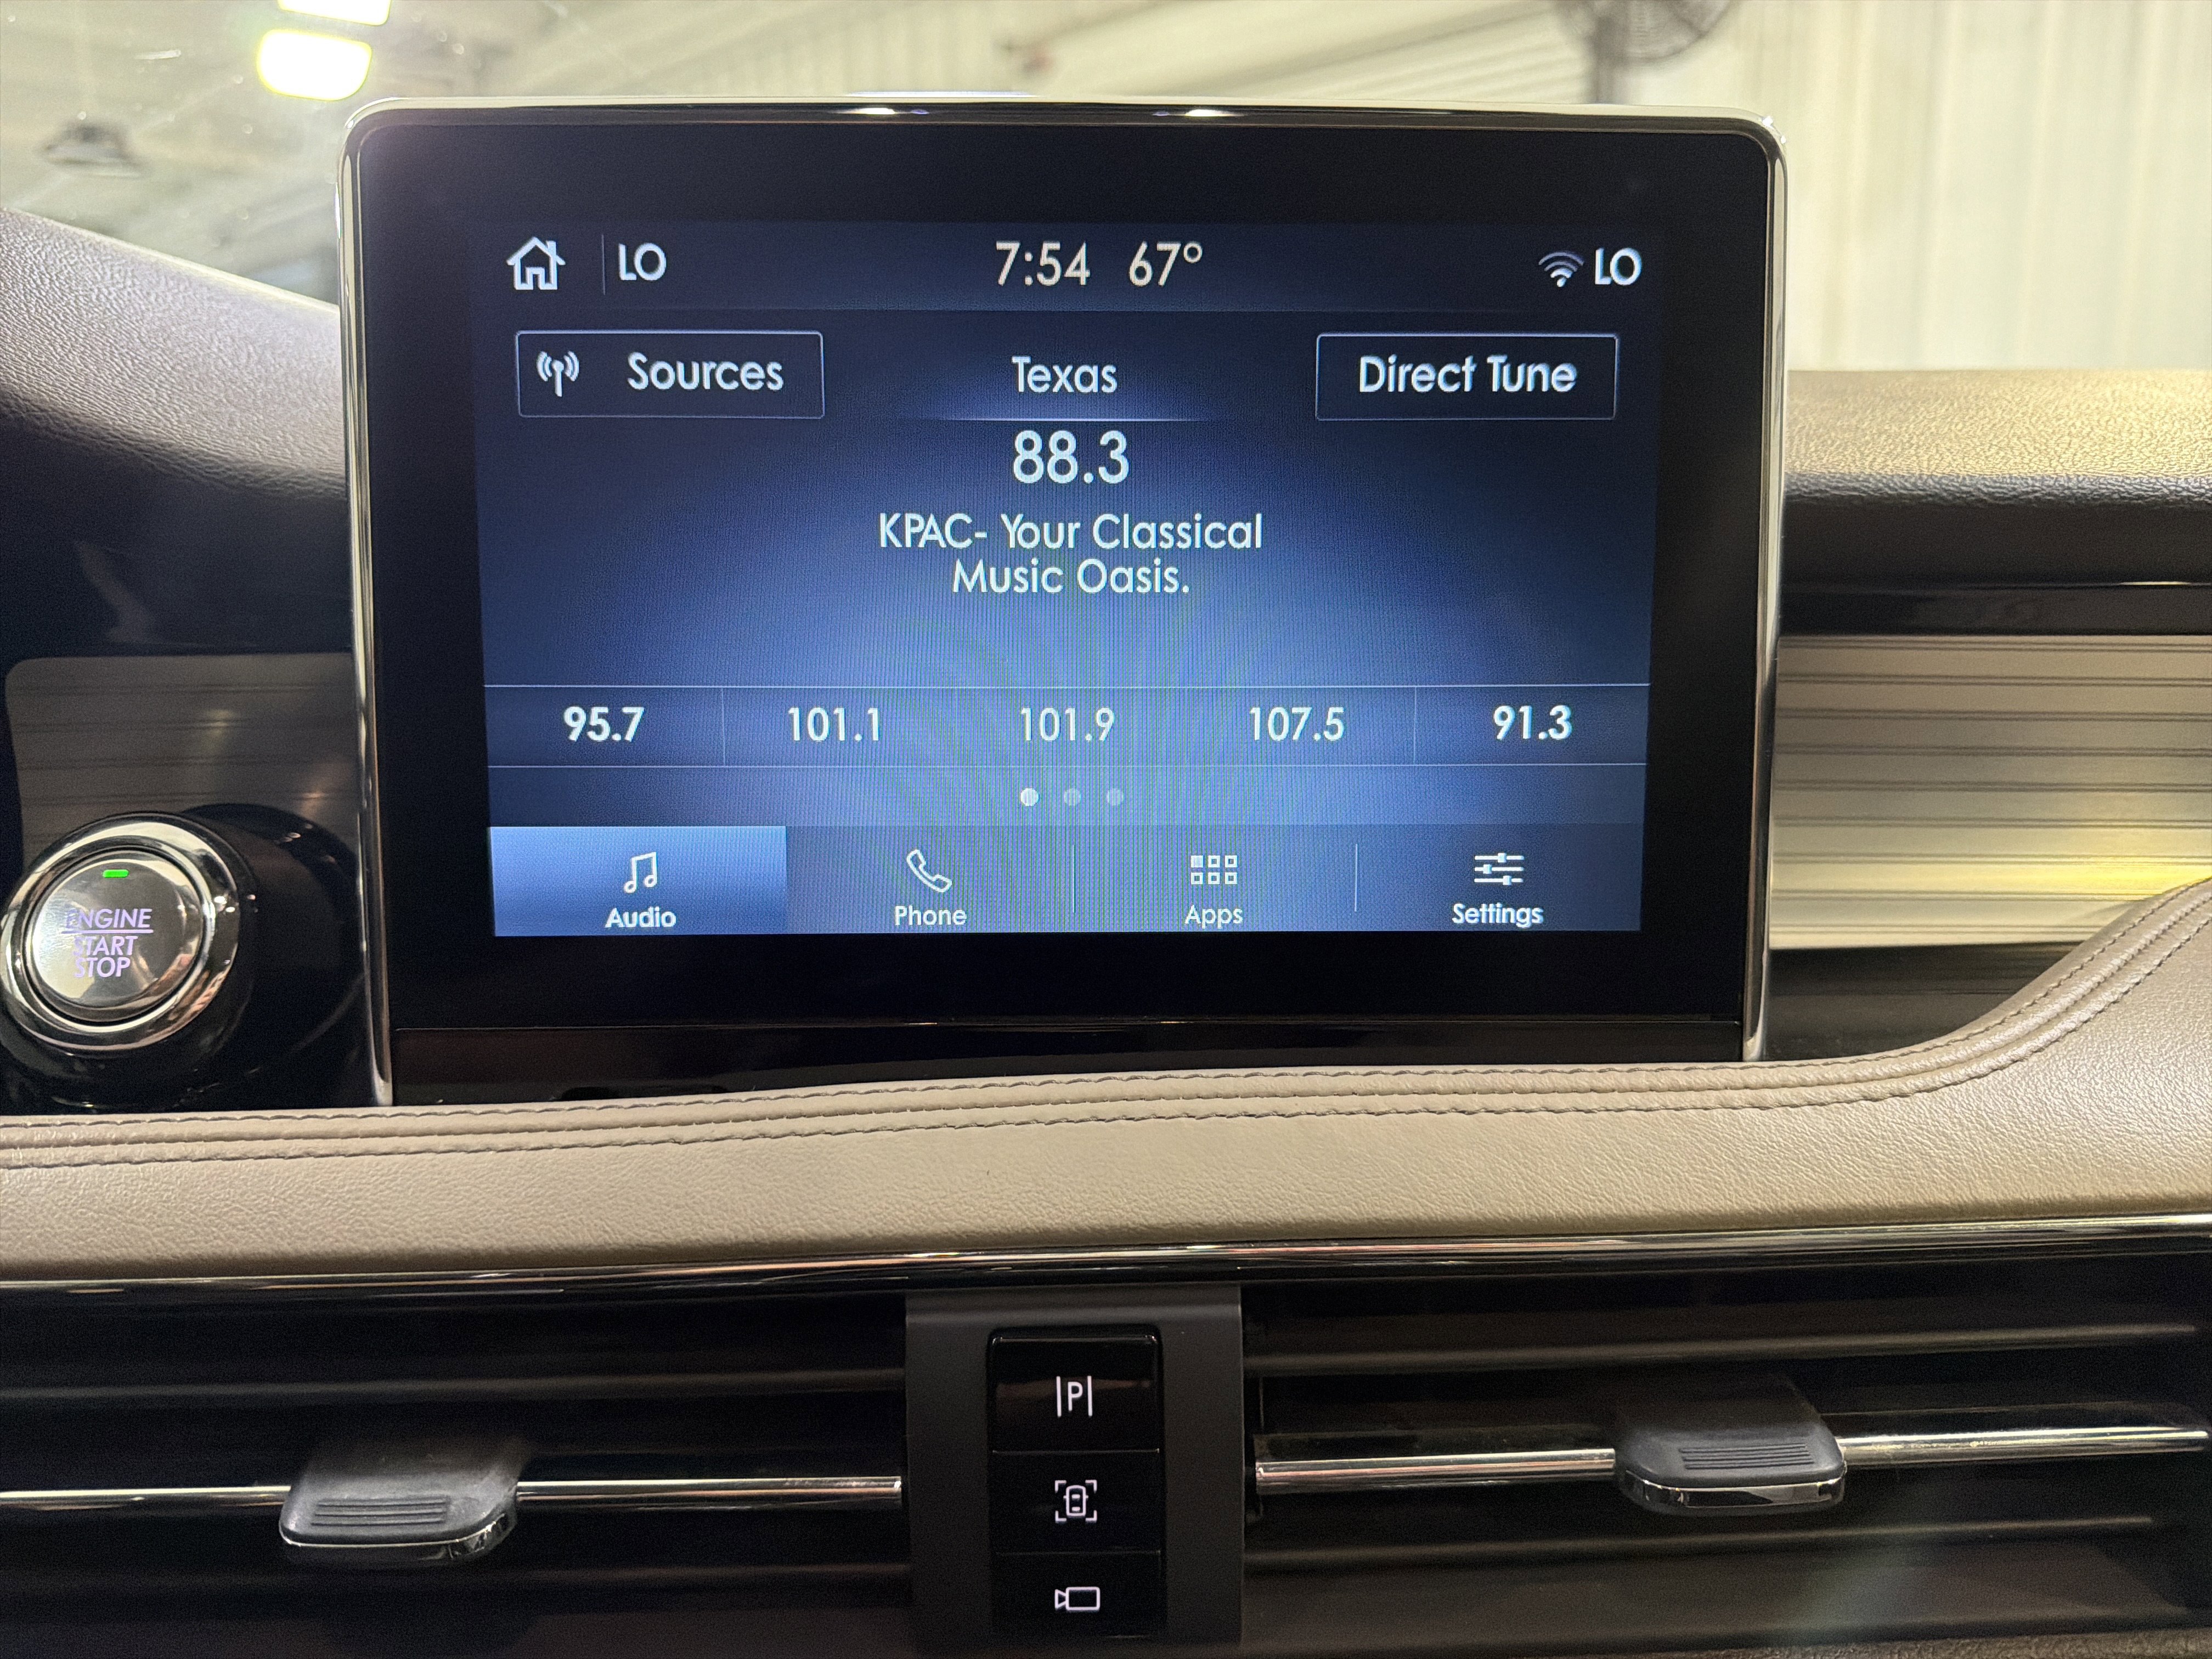 LO 7:54 67° LO
Sources Texas Direct Tune
88.3
KPAC- Your Classical
Music Oasis.
95.7 101.1 101.9 107.5 91.3
Audio Phone Apps Settings
ENGINE
START
STOP
|P|